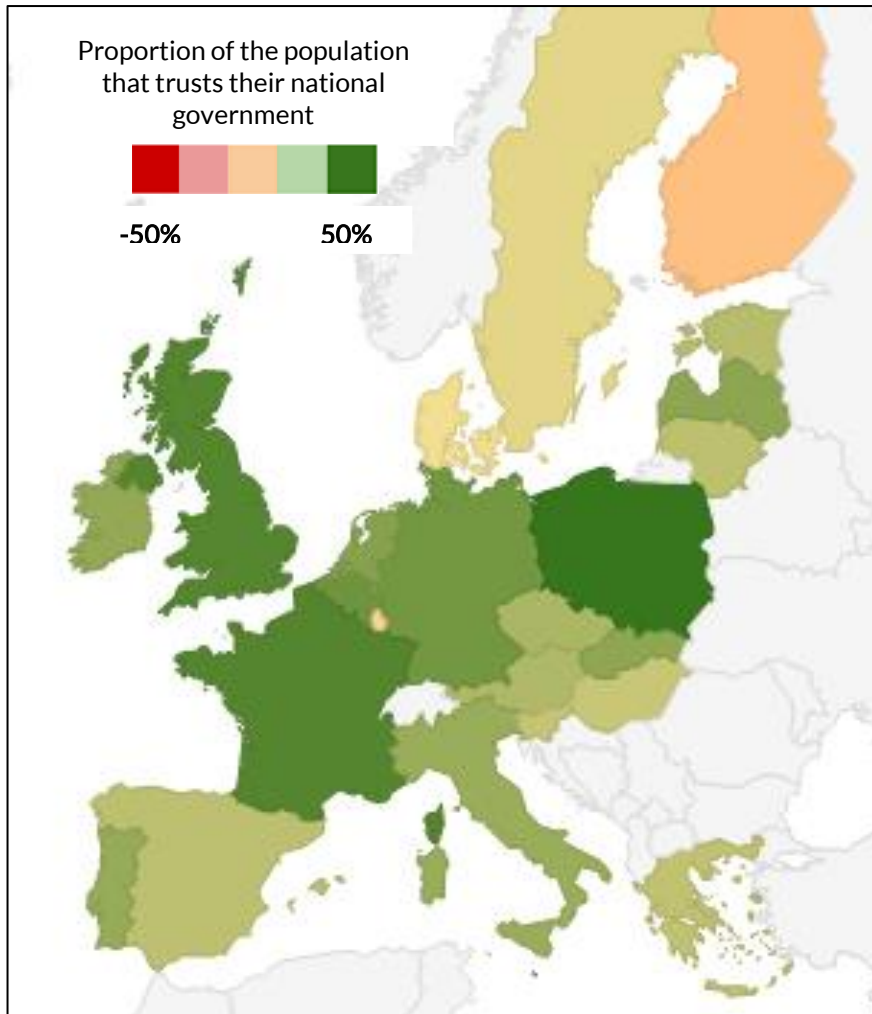 Proportion of the population
that trusts their national
government
-50% 50%